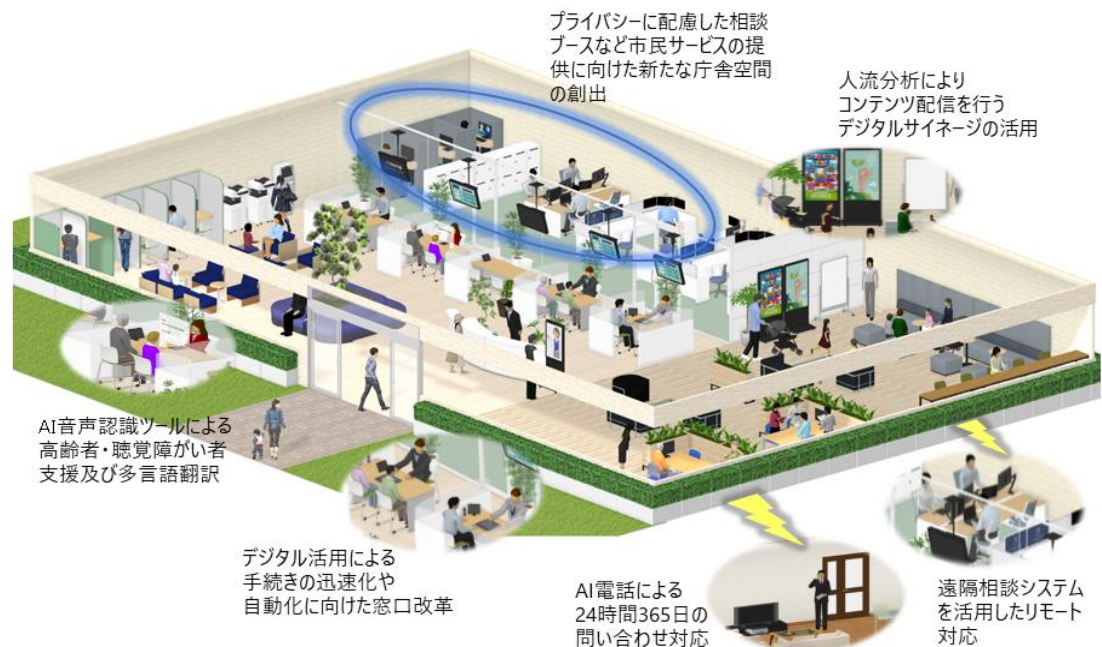 プライバシーに配慮した相談
ブースなど市民サービスの提
供に向けた新たな庁舎空間
の創出
人流分析により
コンテンツ配信を行う
デジタルサイネージの活用
AI音声認識ツールによる
高齢者・聴覚障がい者
支援及び多言語翻訳
デジタル活用による
手続きの迅速化や
自動化に向けた窓口改革
AI電話による
24時間365日の
問い合わせ対応
遠隔相談システム
を活用したリモート
対応